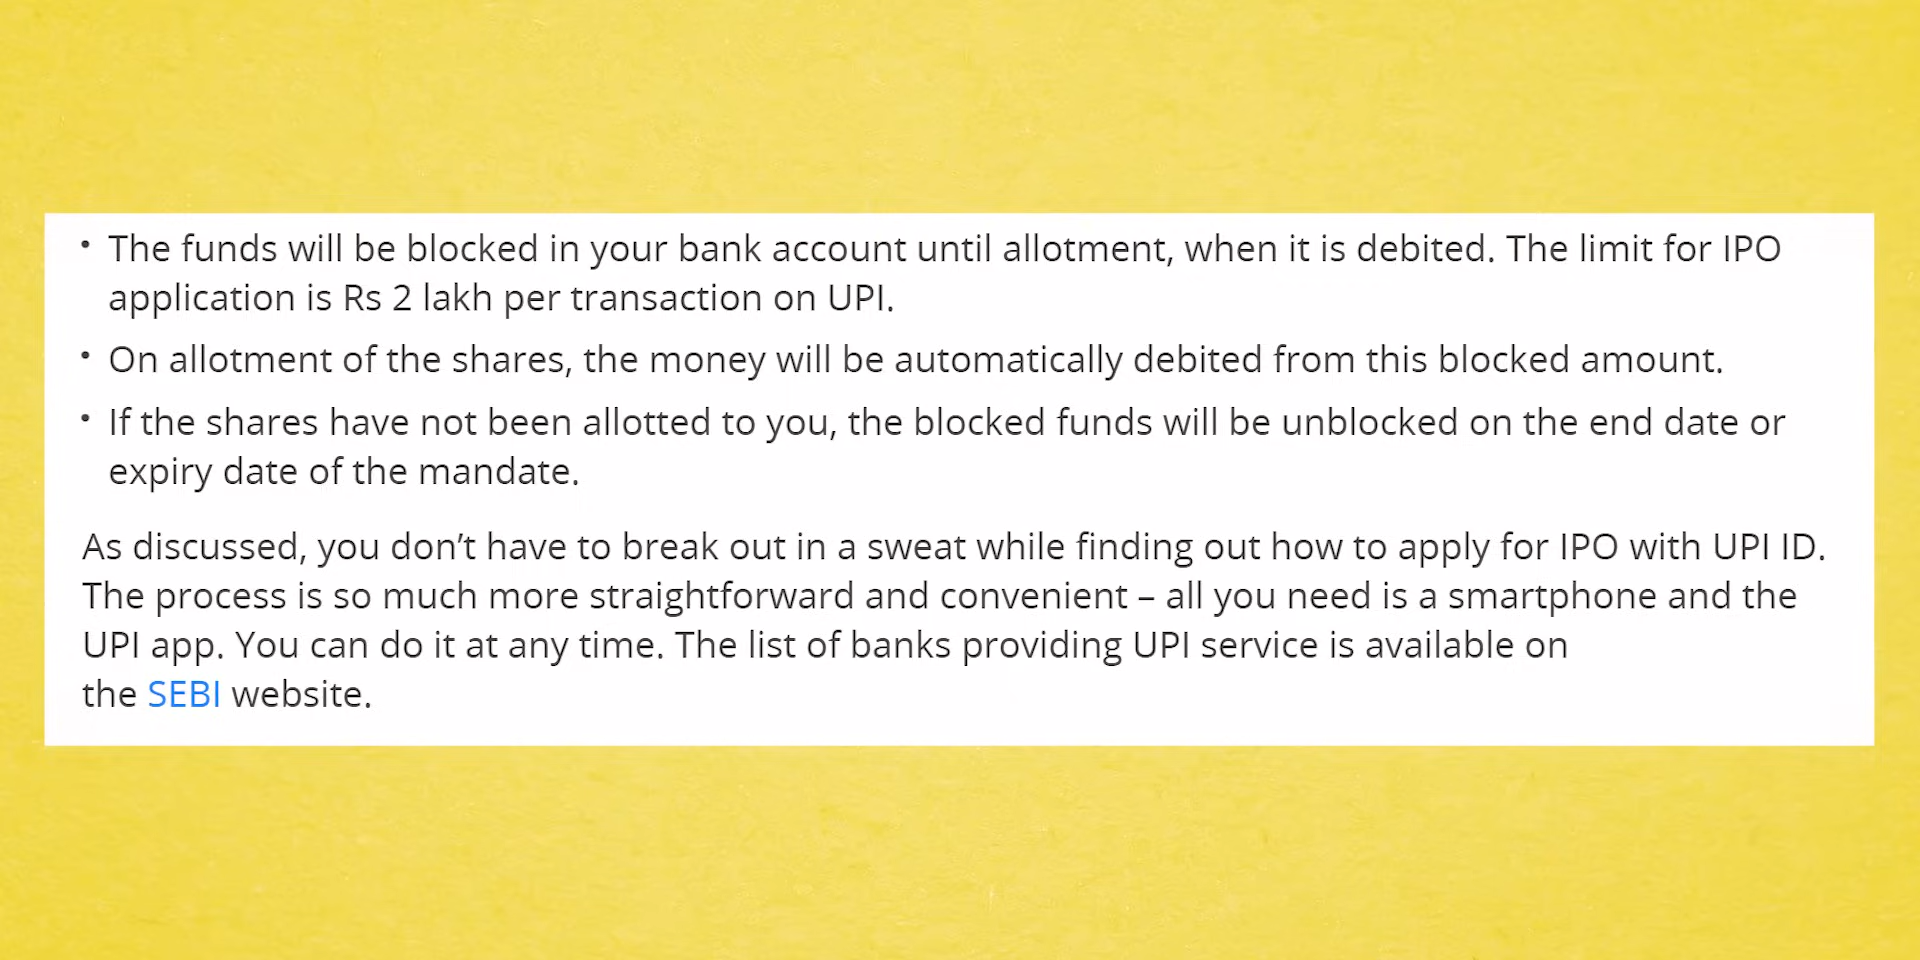 • The funds will be blocked in your bank account until allotment, when it is debited. The limit for IPO
application is Rs 2 lakh per transaction on UPI.
• On allotment of the shares, the money will be automatically debited from this blocked amount.
• If the shares have not been allotted to you, the blocked funds will be unblocked on the end date or
expiry date of the mandate.
As discussed, you don’t have to break out in a sweat while finding out how to apply for IPO with UPI ID.
The process is so much more straightforward and convenient – all you need is a smartphone and the
UPI app. You can do it at any time. The list of banks providing UPI service is available on
the SEBI website.